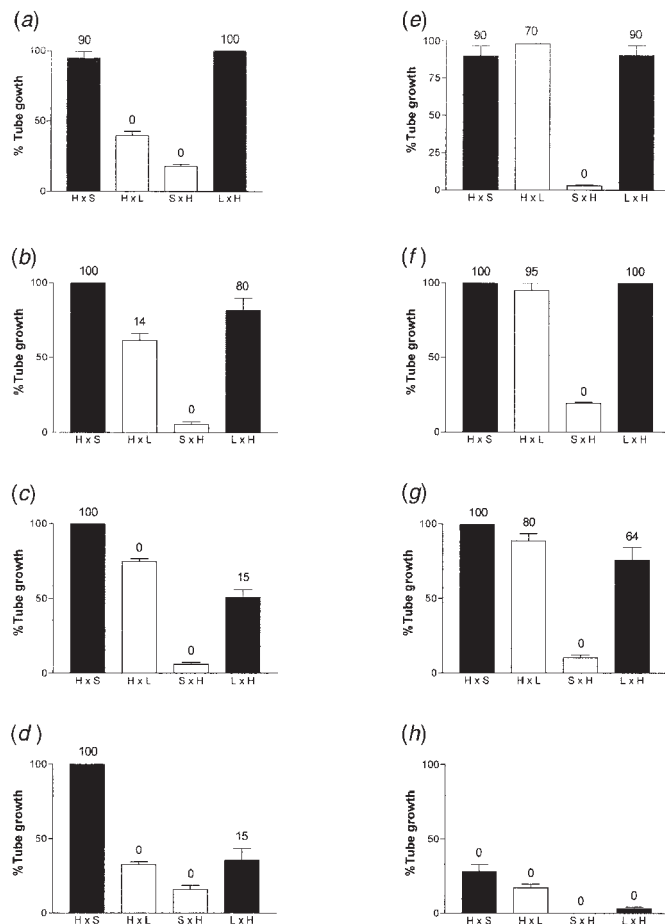 (a)
90 0 0 100
100
50
0
% Tube gowth
H x S H x L S x H L x H
(b)
100 14 0 80
100
50
0
% Tube growth
H x S H x L S x H L x H
(c)
100 0 0 15
100
50
0
% Tube growth
H x S H x L S x H L x H
(d)
100 0 0 15
100
50
0
% Tube growth
H x S H x L S x H L x H
(e)
90 70 0 90
100
75
50
25
0
% Tube growth
H x S H x L S x H L x H
(f)
100 95 0 100
100
50
0
% Tube growth
H x S H x L S x H L x H
(g)
100 80 0 64
100
50
0
% Tube growth
H x S H x L S x H L x H
(h)
0 0 0 0
100
50
0
% Tube growth
H x S H x L S x H L x H